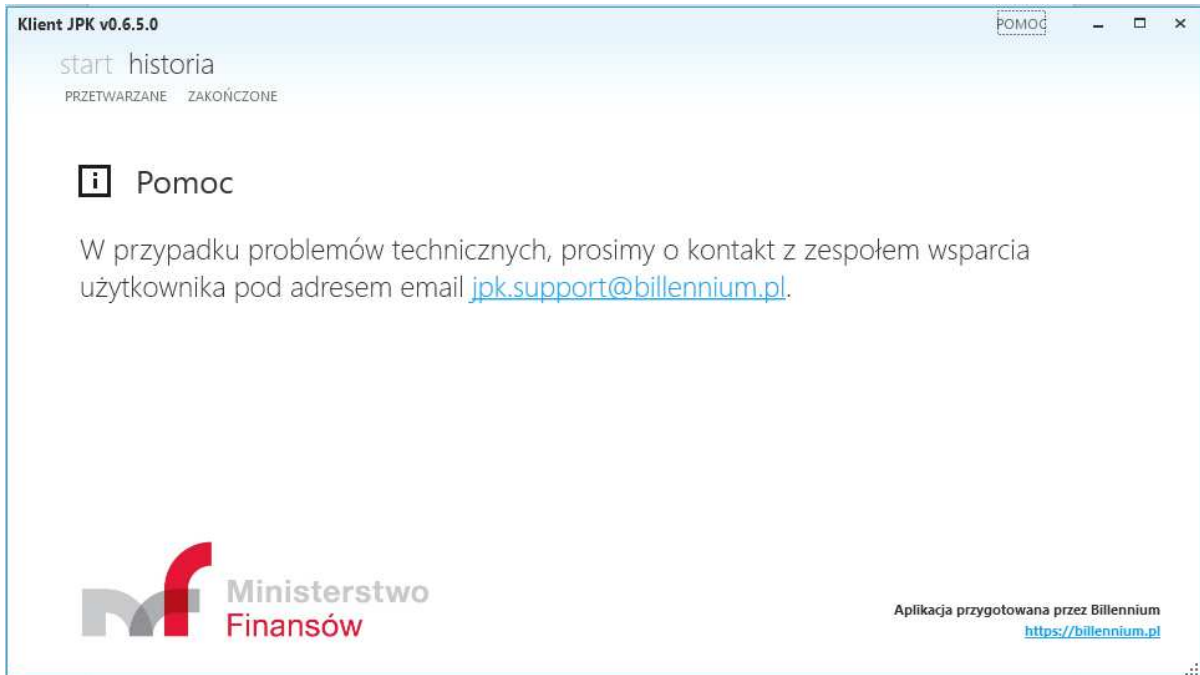 Klient JPK v0.6.5.0
POMOC
start historia
PRZETWARZANE ZAKOŃCZONE
Pomoc
W przypadku problemów technicznych, prosimy o kontakt z zespołem wsparcia
użytkownika pod adresem email jpk.support@billennium.pl.
Ministerstwo
Finansów
Aplikacja przygotowana przez Billennium
https://billennium.pl